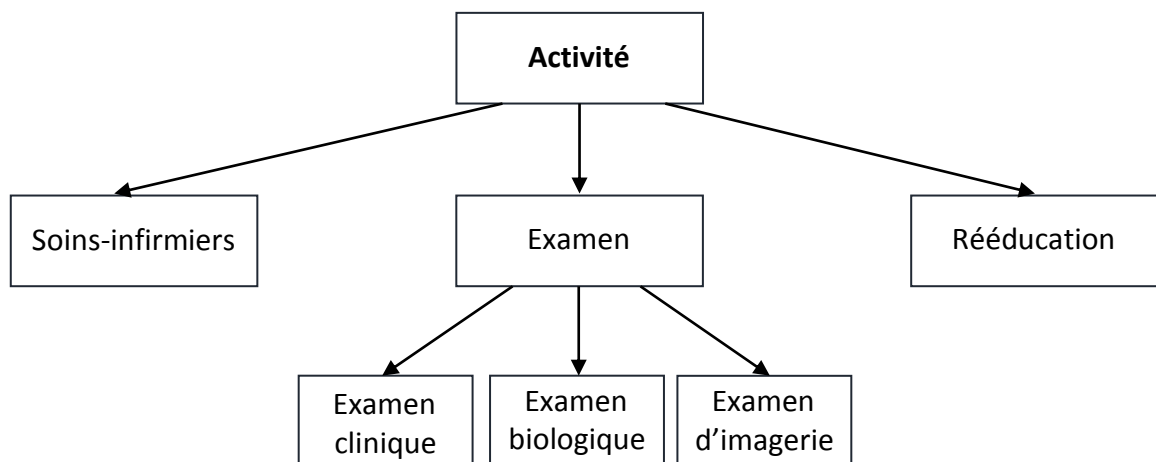 Activité
Soins-infirmiers
Examen
Rééducation
Examen
clinique
Examen
biologique
Examen
d’imagerie